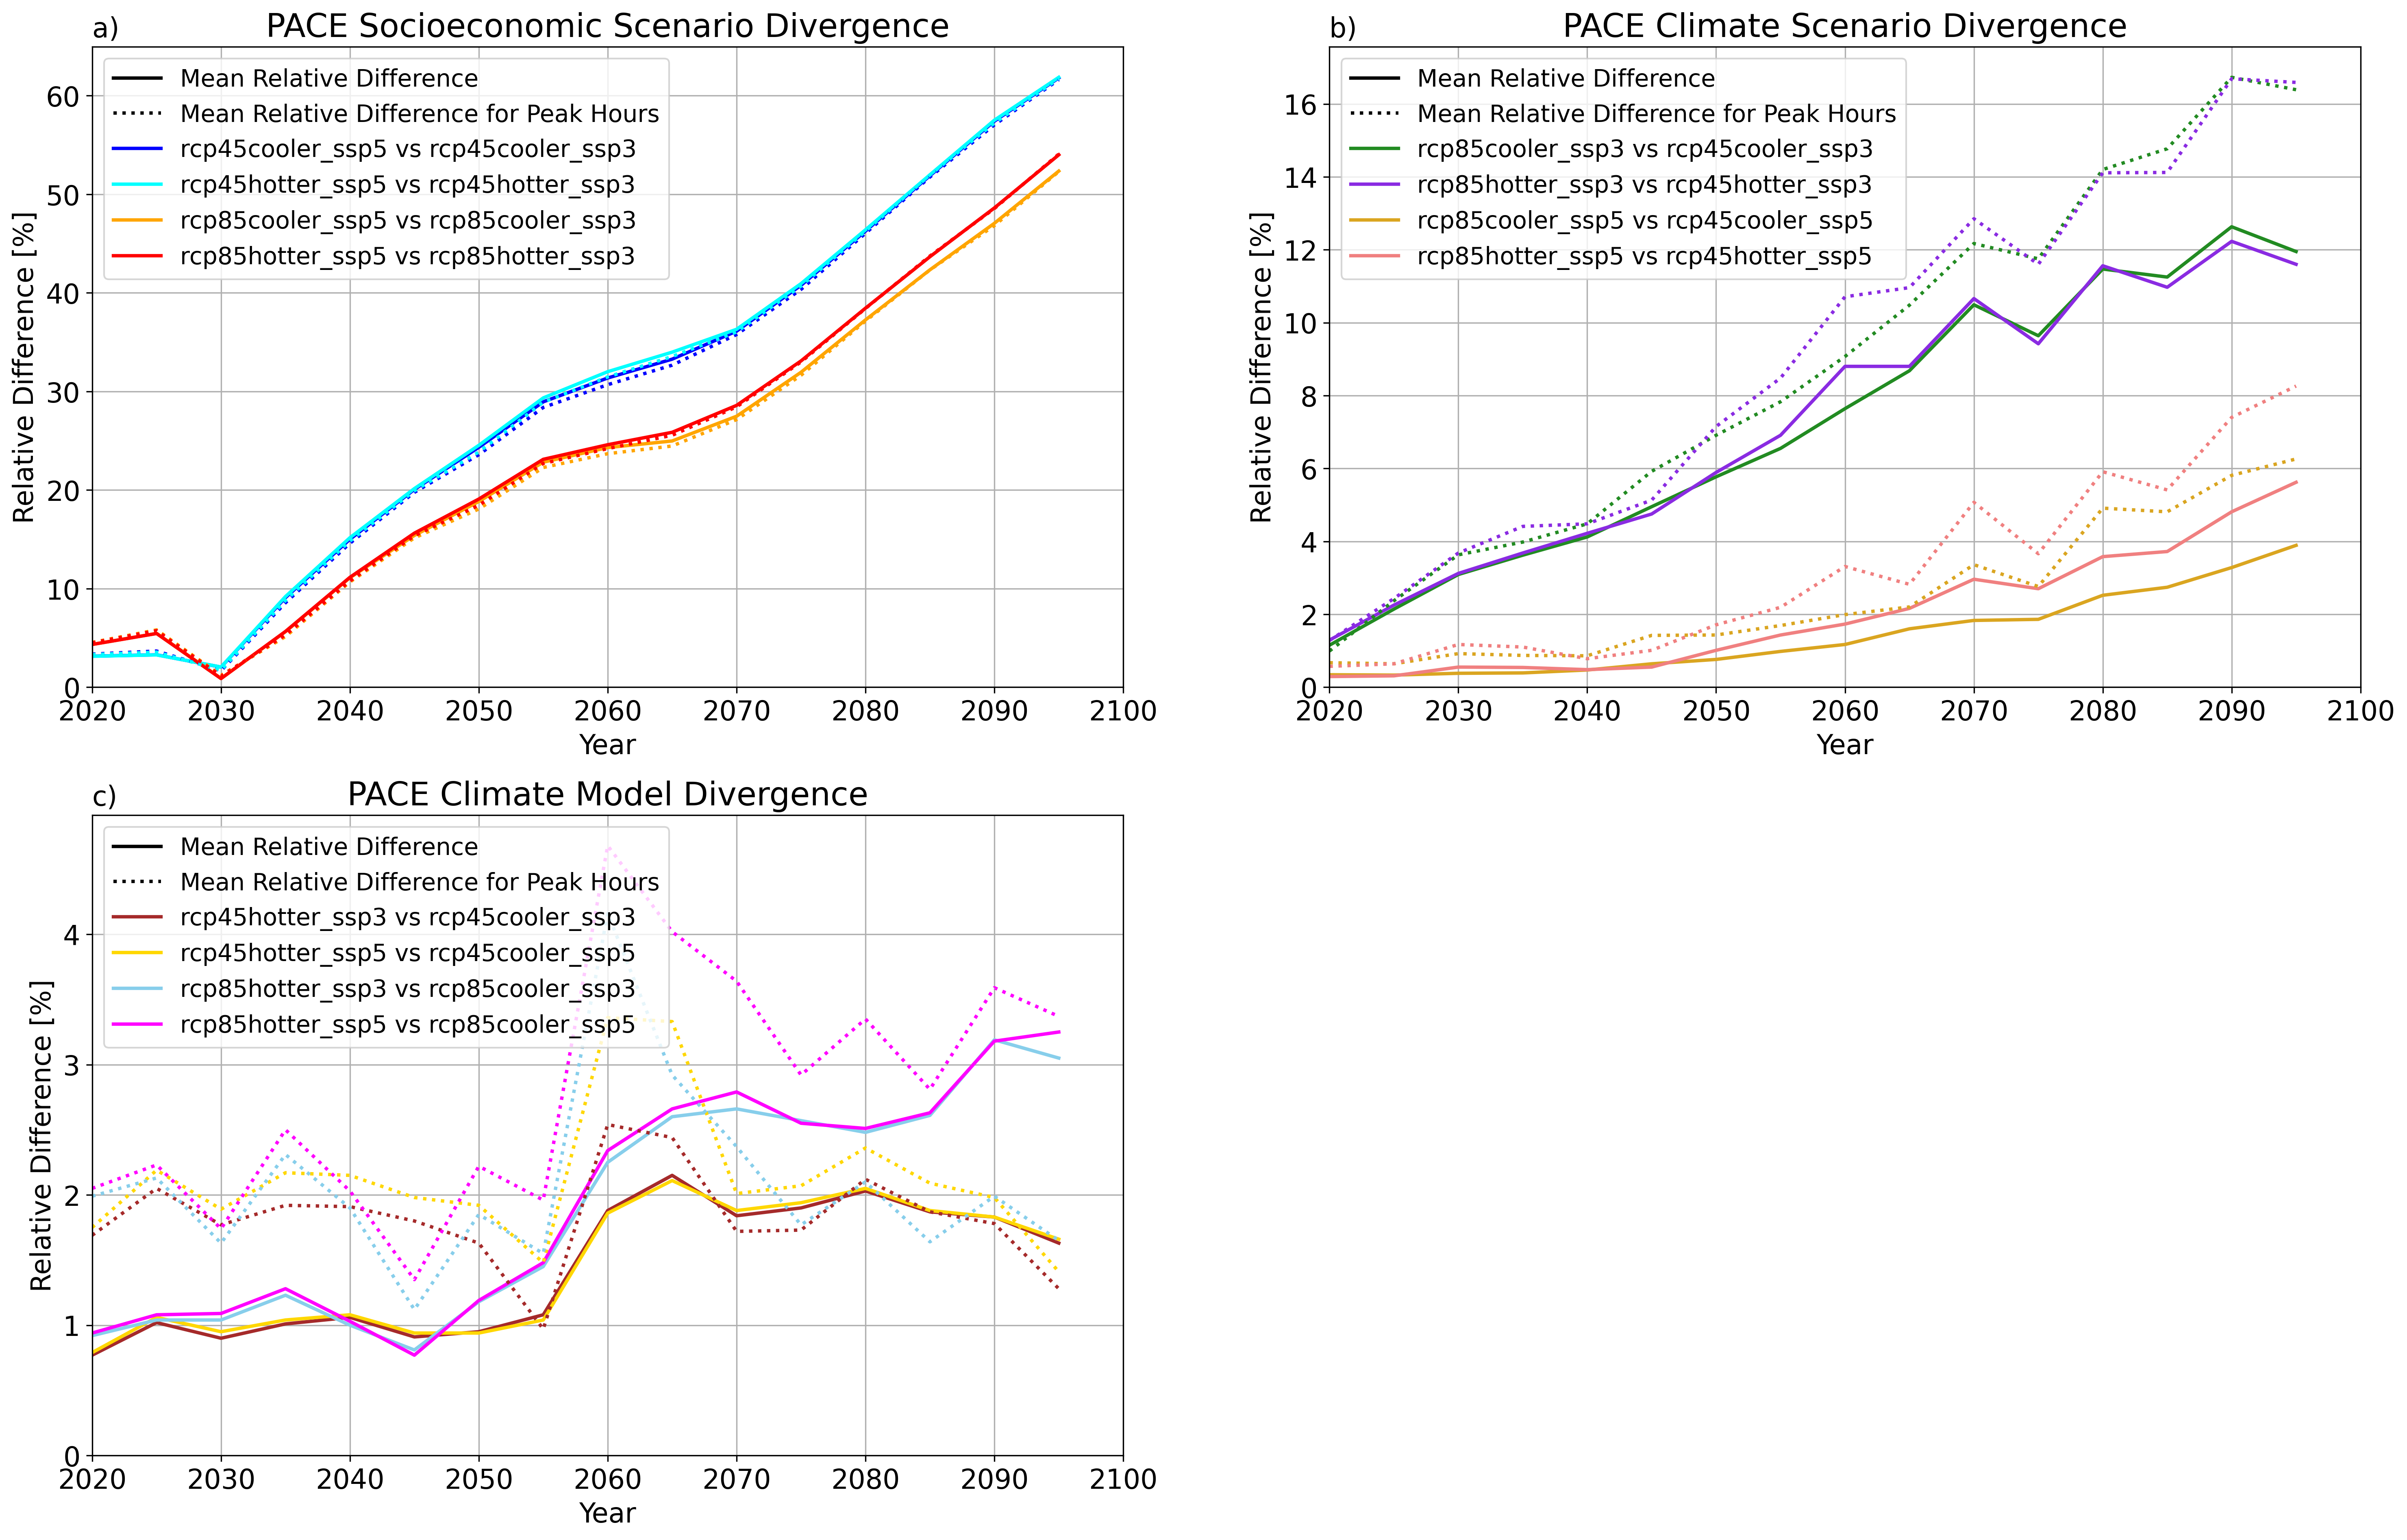 a)
PACE Socioeconomic Scenario Divergence
Mean Relative Difference
Mean Relative Difference for Peak Hours
rcp45cooler_ssp5 vs rcp45cooler_ssp3
rcp45hotter_ssp5 vs rcp45hotter_ssp3
rcp85cooler_ssp5 vs rcp85cooler_ssp3
rcp85hotter_ssp5 vs rcp85hotter_ssp3
Relative Difference [%]
60
50
40
30
20
10
0
2020 2030 2040 2050 2060 2070 2080 2090 2100
Year
b)
PACE Climate Scenario Divergence
Mean Relative Difference
Mean Relative Difference for Peak Hours
rcp85cooler_ssp3 vs rcp45cooler_ssp3
rcp85hotter_ssp3 vs rcp45hotter_ssp3
rcp85cooler_ssp5 vs rcp45cooler_ssp5
rcp85hotter_ssp5 vs rcp45hotter_ssp5
Relative Difference [%]
16
14
12
10
8
6
4
2
0
2020 2030 2040 2050 2060 2070 2080 2090 2100
Year
c)
PACE Climate Model Divergence
Mean Relative Difference
Mean Relative Difference for Peak Hours
rcp45hotter_ssp3 vs rcp45cooler_ssp3
rcp45hotter_ssp5 vs rcp45cooler_ssp5
rcp85hotter_ssp3 vs rcp85cooler_ssp3
rcp85hotter_ssp5 vs rcp85cooler_ssp5
Relative Difference [%]
4
3
2
1
0
2020 2030 2040 2050 2060 2070 2080 2090 2100
Year